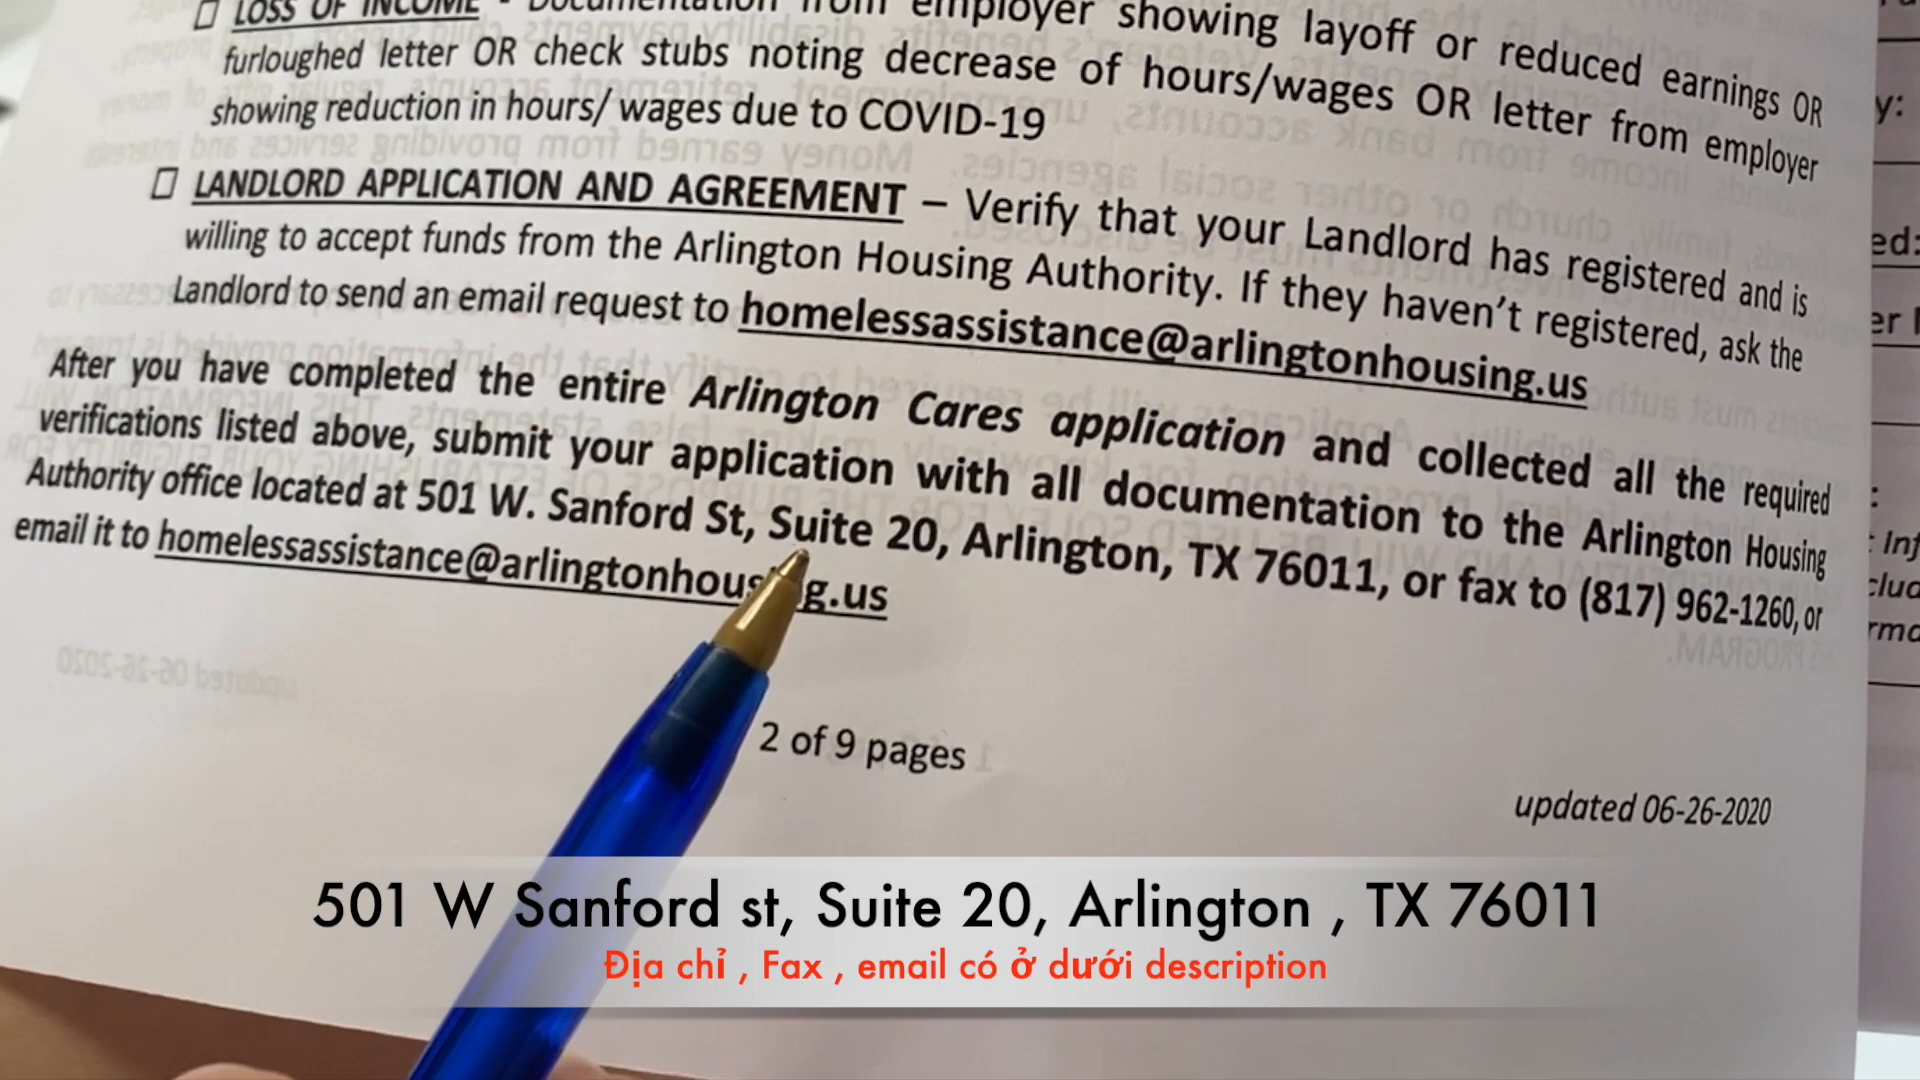 ☐ LOSS OF INCOME - Documentation from employer showing layoff or reduced earnings OR
furloughed letter OR check stubs noting decrease of hours/wages OR letter from employer
showing reduction in hours/ wages due to COVID-19
☐ LANDLORD APPLICATION AND AGREEMENT – Verify that your Landlord has registered and is
willing to accept funds from the Arlington Housing Authority. If they haven't registered, ask the
Landlord to send an email request to homelessassistance@arlingtonhousing.us
After you have completed the entire Arlington Cares application and collected all the required
verifications listed above, submit your application with all documentation to the Arlington Housing
Authority office located at 501 W. Sanford St, Suite 20, Arlington, TX 76011, or fax to (817) 962-1260, or
email it to homelessassistance@arlingtonhousing.us
2 of 9 pages
updated 06-26-2020
501 W Sanford st, Suite 20, Arlington , TX 76011
Địa chỉ , Fax , email có ở dưới description